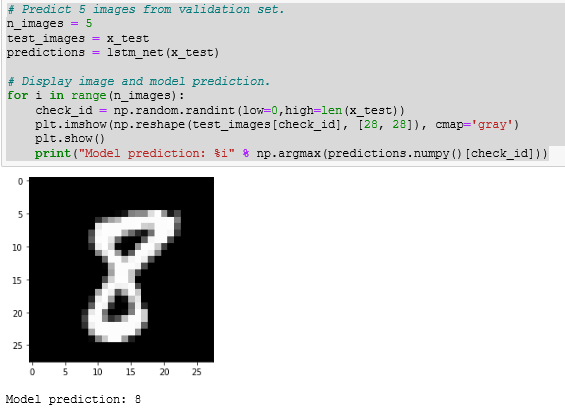 # Predict 5 images from validation set.
n_images = 5
test_images = x_test
predictions = lstm_net(x_test)
# Display image and model prediction.
for i in range(n_images):
    check_id = np.random.randint(low=0,high=len(x_test))
    plt.imshow(np.reshape(test_images[check_id], [28, 28]), cmap='gray')
    plt.show()
    print("Model prediction: %i" % np.argmax(predictions.numpy()[check_id]))
0
5
10
15
20
25
8
0 5 10 15 20 25
Model prediction: 8